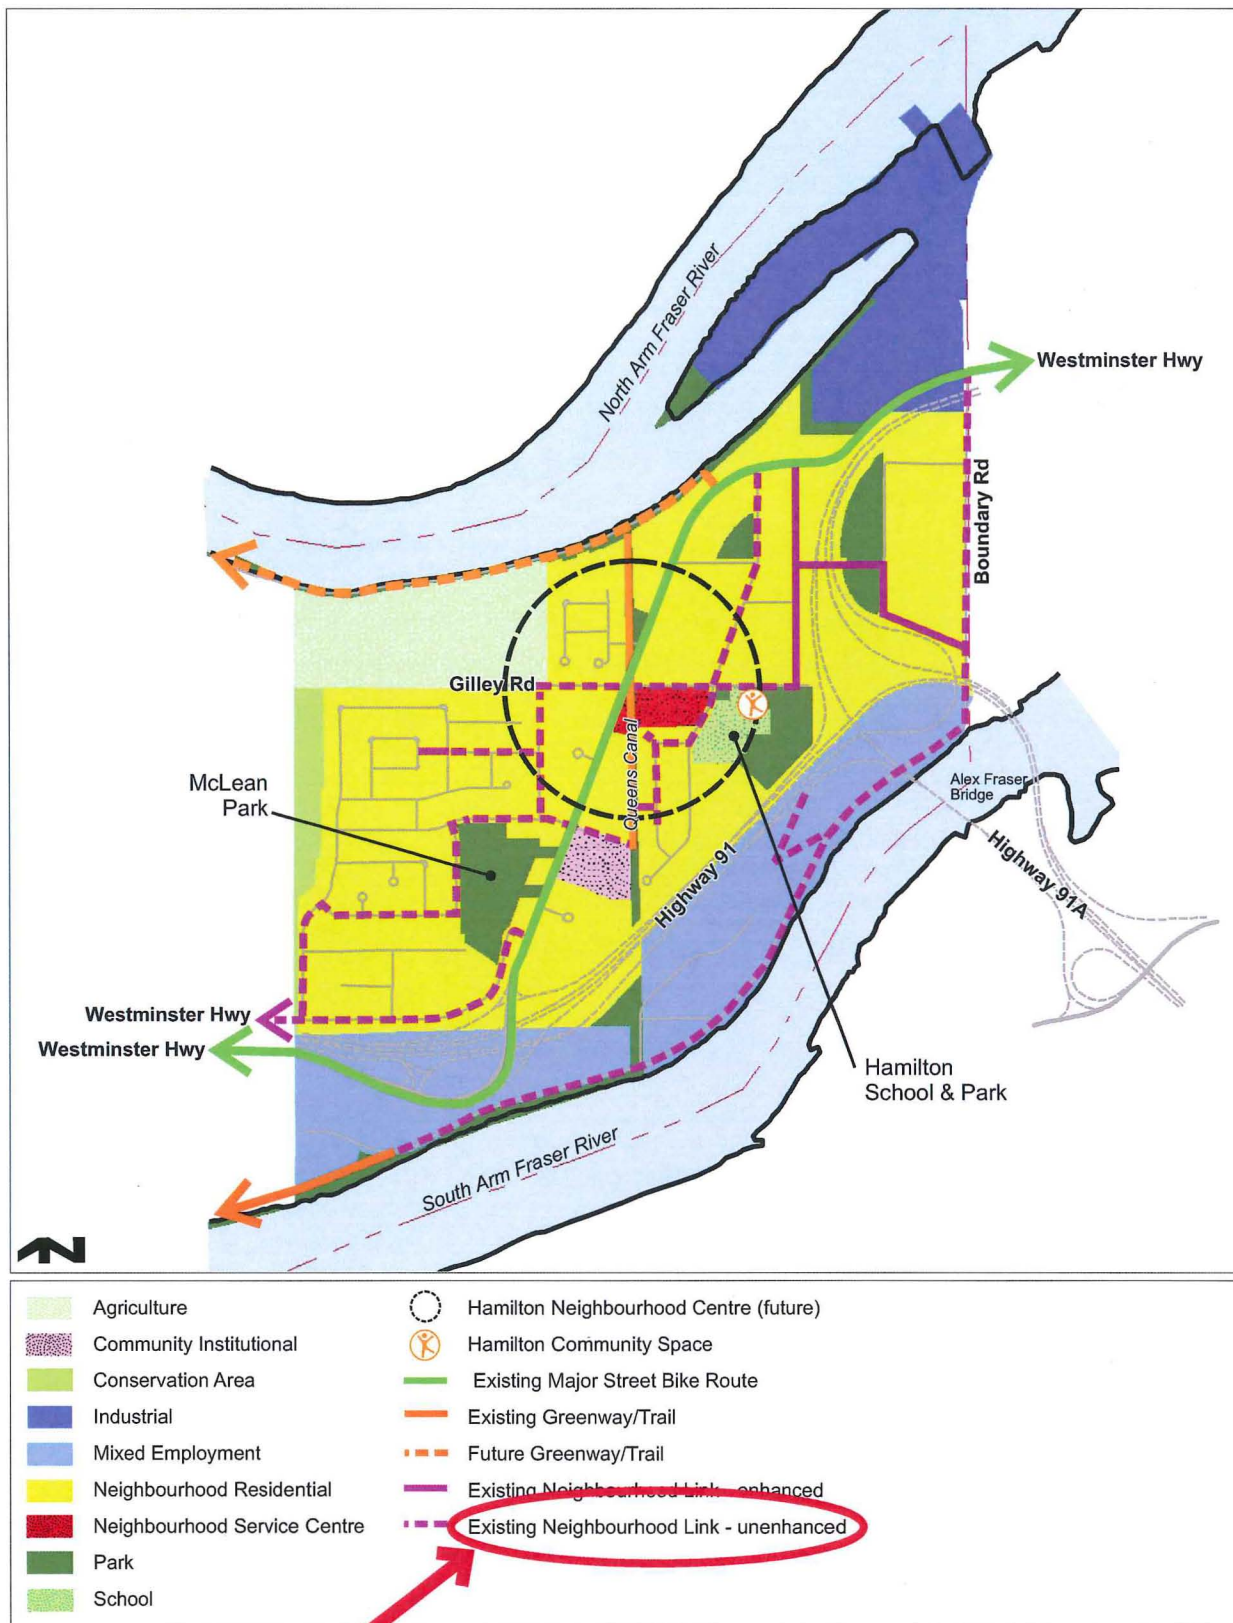 North Arm Fraser River
Westminster Hwy
Boundary Rd
Gilley Rd
Queens Canal
McLean
Park
Alex Fraser
Bridge
Highway 91
Highway 91A
Westminster Hwy
Westminster Hwy
Hamilton
School & Park
South Arm Fraser River
N
Agriculture
Community Institutional
Conservation Area
Industrial
Mixed Employment
Neighbourhood Residential
Neighbourhood Service Centre
Park
School
Hamilton Neighbourhood Centre (future)
Hamilton Community Space
Existing Major Street Bike Route
Existing Greenway/Trail
Future Greenway/Trail
Existing Neighbourhood Link - enhanced
Existing Neighbourhood Link - unenhanced